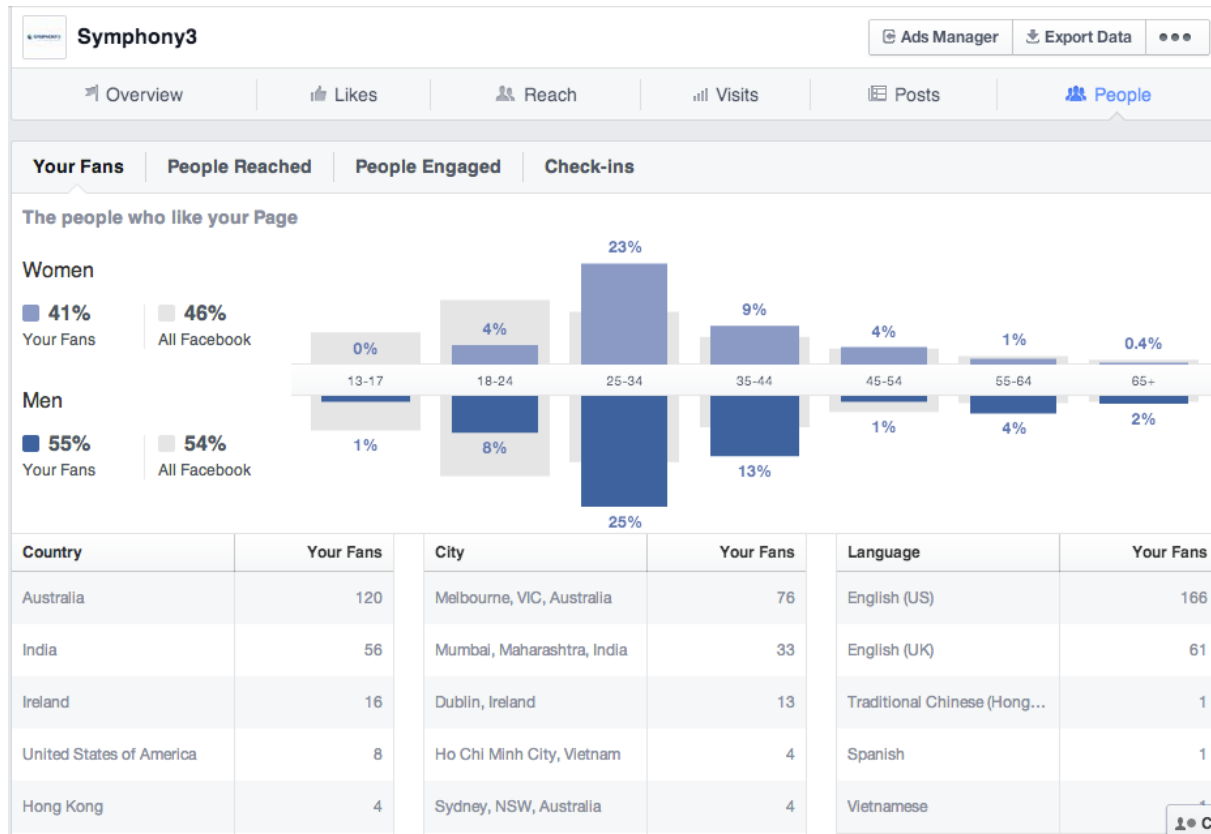 Symphony3
Ads Manager Export Data
Overview Likes Reach Visits Posts People
Your Fans People Reached People Engaged Check-ins
The people who like your Page
Women
41% 46%
Your Fans All Facebook
Men
55% 54%
Your Fans All Facebook
0% 4% 23% 9% 4% 1% 0.4%
13-17 18-24 25-34 35-44 45-54 55-64 65+
1% 8% 25% 13% 1% 4% 2%
Country Your Fans City Your Fans Language Your Fans
Australia 120 Melbourne, VIC, Australia 76 English (US) 166
India 56 Mumbai, Maharashtra, India 33 English (UK) 61
Ireland 16 Dublin, Ireland 13 Traditional Chinese (Hong... 1
United States of America 8 Ho Chi Minh City, Vietnam 4 Spanish 1
Hong Kong 4 Sydney, NSW, Australia 4 Vietnamese
C